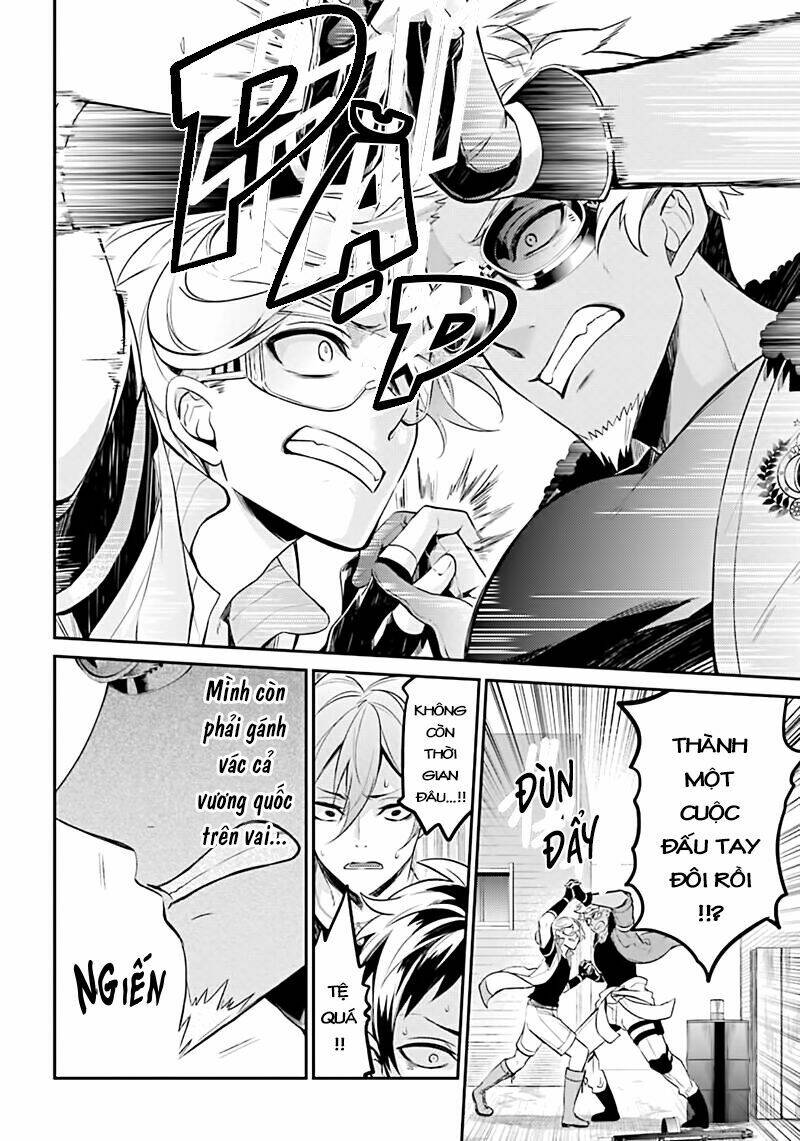 PẶP
THÀNH
MỘT
CUỘC
ĐẤU TAY
ĐÔI RỒI
!!?
ĐÙN
ĐẨY
KHÔNG
CÒN
THỜI
GIAN
ĐÂU...!!
TỆ
QUÁ
!!
Mình còn
phải gánh
vác cả
vương quốc
trên vai...
NGIẾN